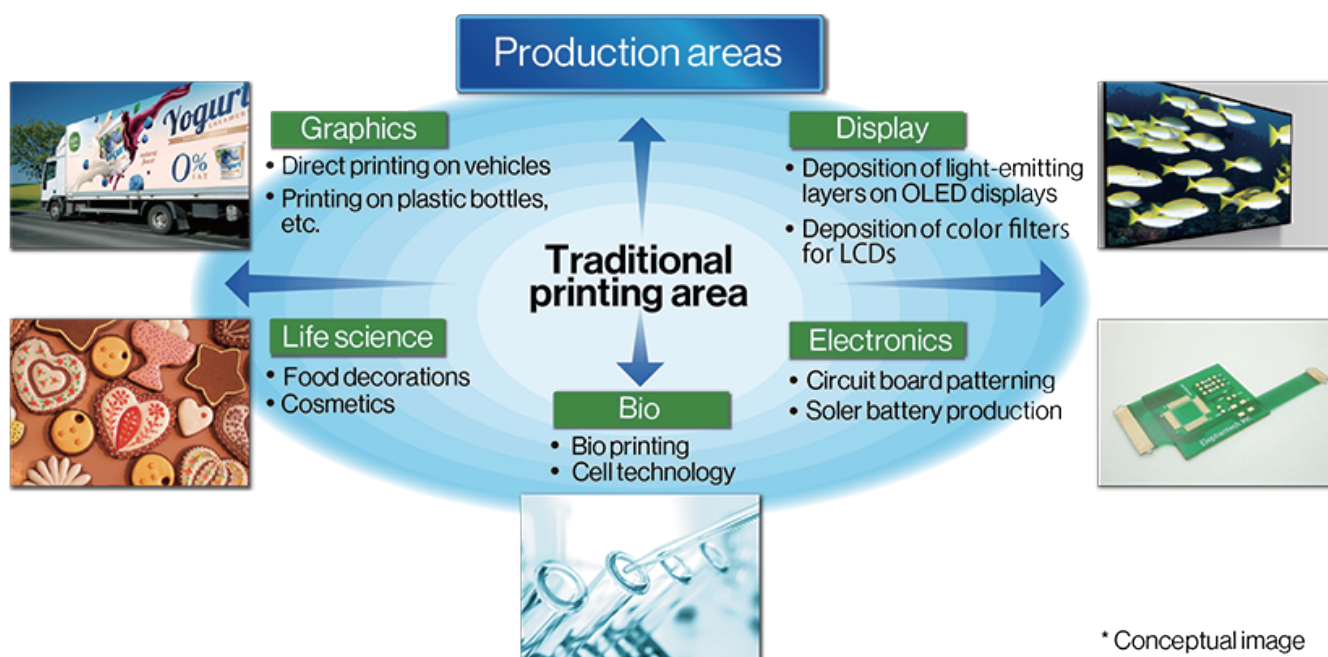 Production areas
Graphics
• Direct printing on vehicles
• Printing on plastic bottles,
etc.
Display
• Deposition of light-emitting
layers on OLED displays
• Deposition of color filters
for LCDs
Traditional
printing area
Life science
• Food decorations
• Cosmetics
Bio
• Bio printing
• Cell technology
Electronics
• Circuit board patterning
• Soler battery production
Yogurt
0%
FAT
* Conceptual image